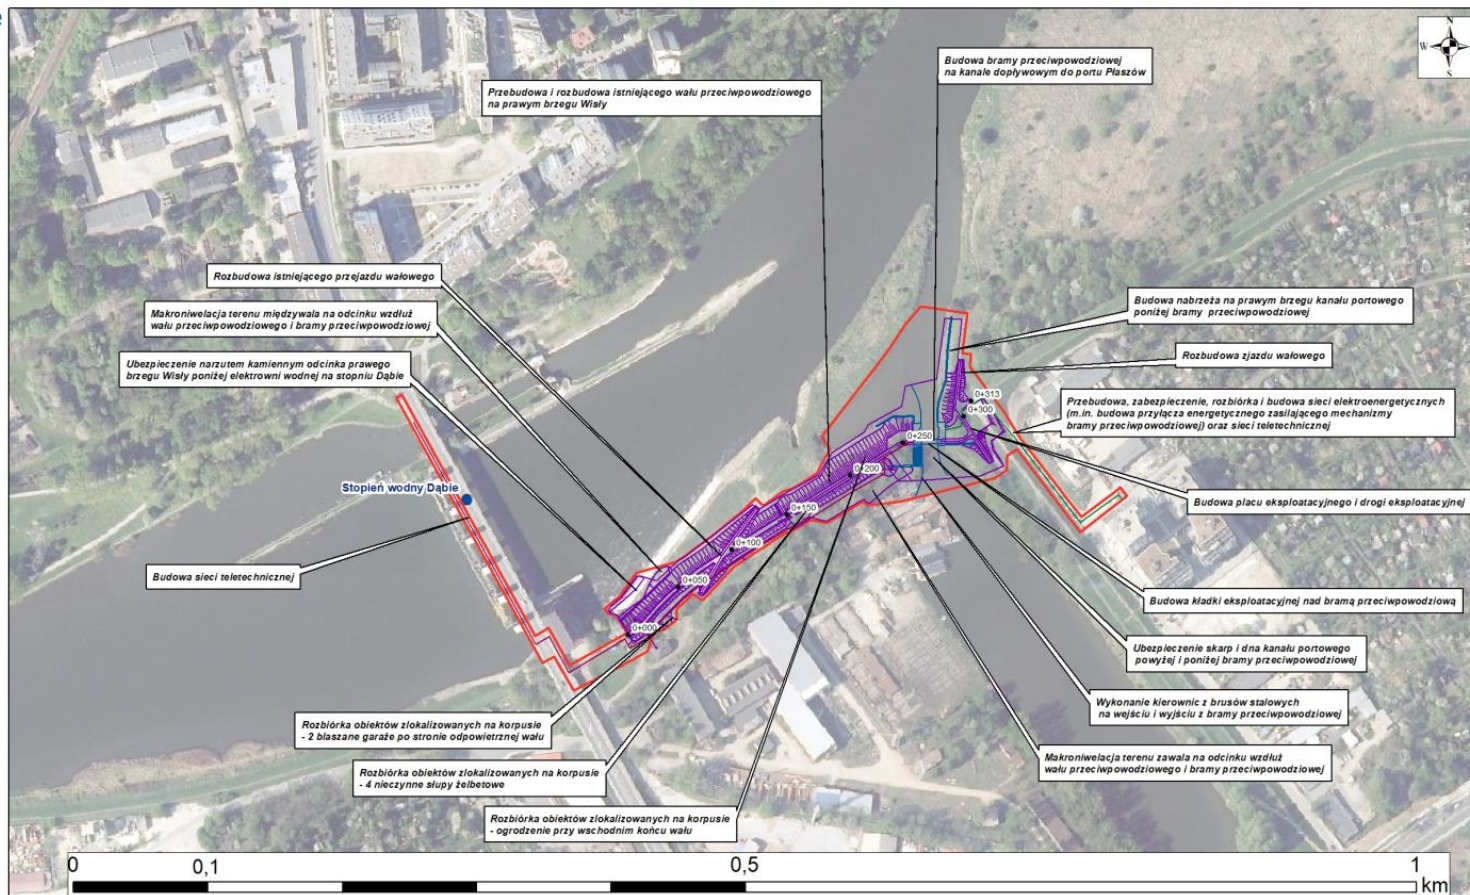 N
W
S
Budowa bramy przeciwpowodziowej
na kanale dopływowym do portu Płaszów
Przebudowa i rozbudowa istniejącego wału przeciwpowodziowego
na prawym brzegu Wisły
Rozbudowa istniejącego przejazdu wałowego
Makroniwelacja terenu międzywala na odcinku wzdłuż
wału przeciwpowodziowego i bramy przeciwpowodziowej
Ubezpieczenie narzutem kamiennym odcinka prawego
brzegu Wisły poniżej elektrowni wodnej na stopniu Dąbie
Budowa nabrzeża na prawym brzegu kanału portowego
poniżej bramy przeciwpowodziowej
Rozbudowa zjazdu wałowego
Przebudowa, zabezpieczenie, rozbiórka i budowa sieci elektroenergetycznych
(m.in. budowa przyłącza energetycznego zasilającego mechanizmy
bramy przeciwpowodziowej) oraz sieci teletechnicznej
0+313
0+300
0+250
0+200
0+150
0+100
0+050
0+000
Stopień wodny Dąbie
Budowa placu eksploatacyjnego i drogi eksploatacyjnej
Budowa sieci teletechnicznej
Budowa kładki eksploatacyjnej nad bramą przeciwpowodziową
Ubezpieczenie skarp i dna kanału portowego
powyżej i poniżej bramy przeciwpowodziowej
Wykonanie kierownic z brusów stalowych
na wejściu i wyjściu z bramy przeciwpowodziowej
Rozbiórka obiektów zlokalizowanych na korpusie
- 2 blaszane garaże po stronie odpowietrznej wału
Makroniwelacja terenu zawala na odcinku wzdłuż
wału przeciwpowodziowego i bramy przeciwpowodziowej
Rozbiórka obiektów zlokalizowanych na korpusie
- 4 nieczynne słupy żelbetowe
Rozbiórka obiektów zlokalizowanych na korpusie
- ogrodzenie przy wschodnim końcu wału
0 0,1 0,5 1
km